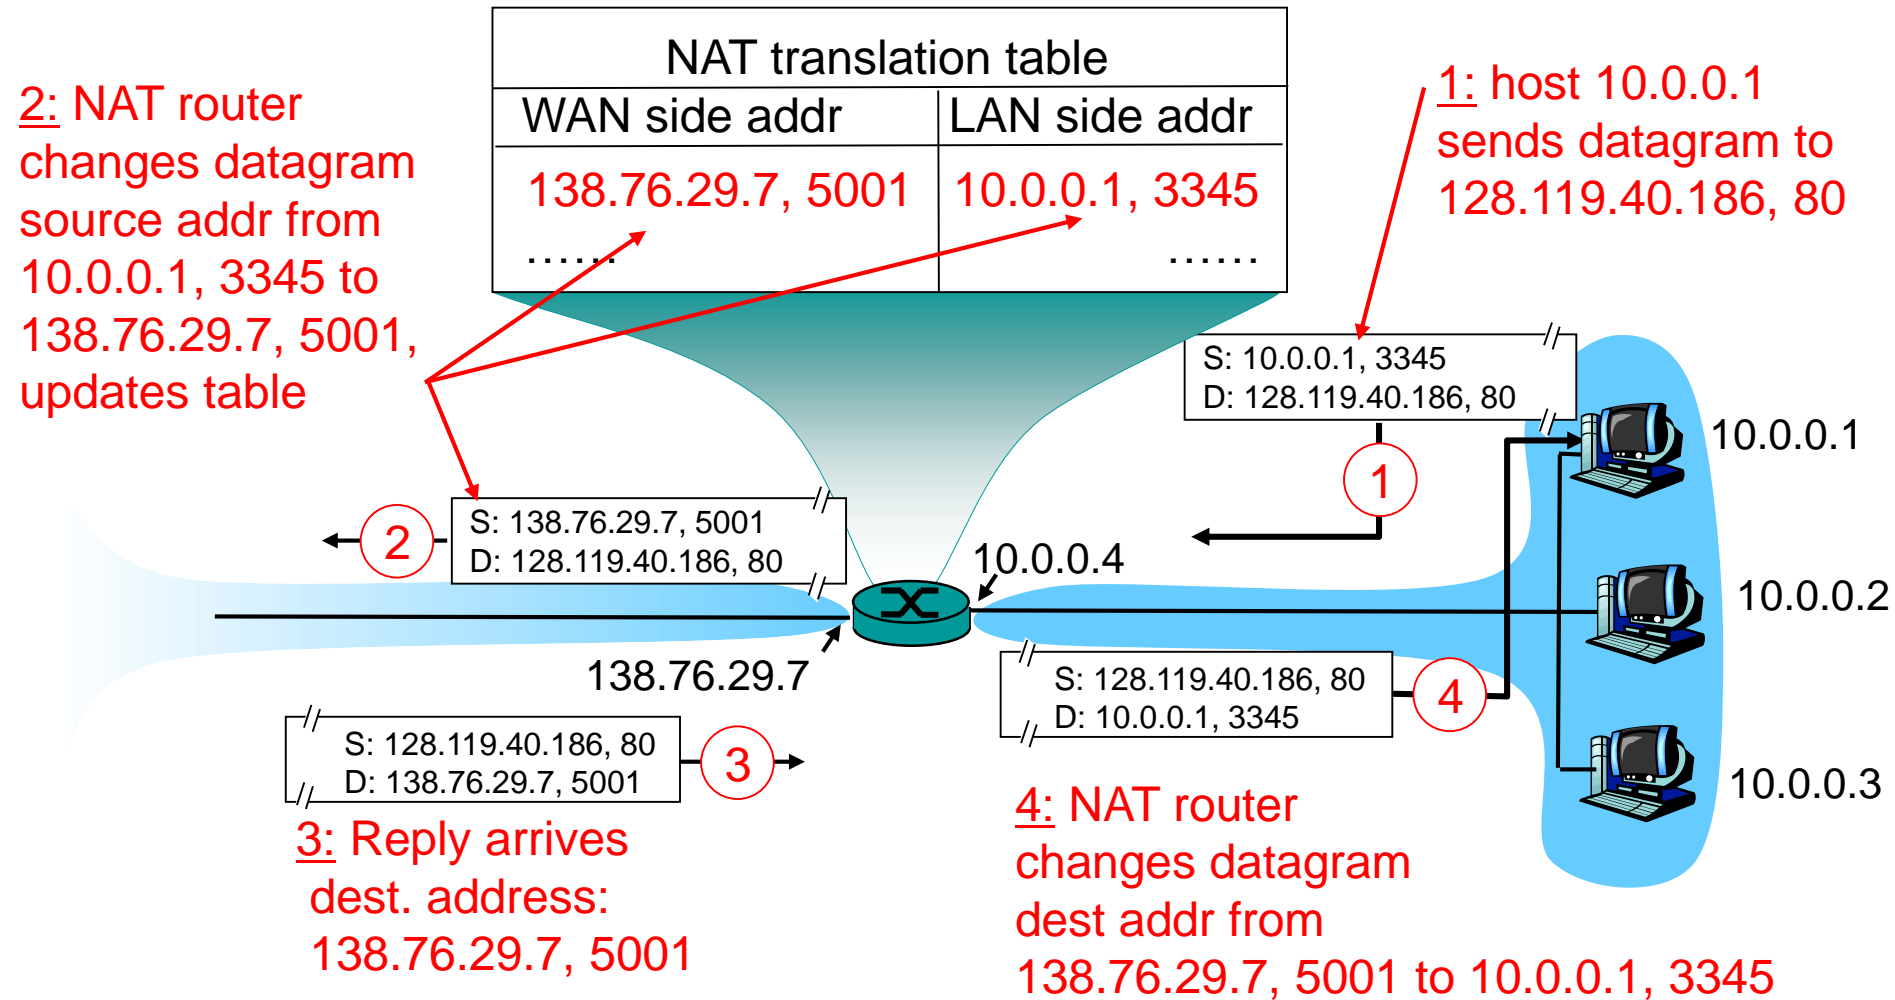 NAT translation table
WAN side addr LAN side addr
138.76.29.7, 5001 10.0.0.1, 3345
…… ……
2: NAT router
changes datagram
source addr from
10.0.0.1, 3345 to
138.76.29.7, 5001,
updates table
1: host 10.0.0.1
sends datagram to
128.119.40.186, 80
S: 10.0.0.1, 3345
D: 128.119.40.186, 80
1
10.0.0.1
S: 138.76.29.7, 5001
D: 128.119.40.186, 80
2
10.0.0.4
10.0.0.2
138.76.29.7
S: 128.119.40.186, 80
D: 10.0.0.1, 3345
4
S: 128.119.40.186, 80
D: 138.76.29.7, 5001
3
10.0.0.3
3: Reply arrives
dest. address:
138.76.29.7, 5001
4: NAT router
changes datagram
dest addr from
138.76.29.7, 5001 to 10.0.0.1, 3345